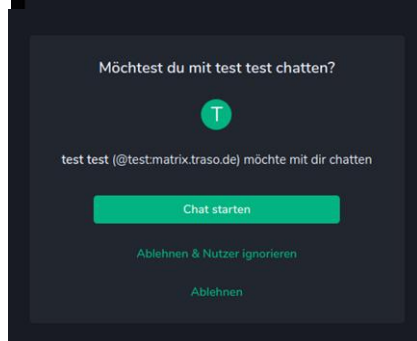 Möchtest du mit test test chatten?
T
test test (@test:matrix.traso.de) möchte mit dir chatten
Chat starten
Ablehnen & Nutzer ignorieren
Ablehnen